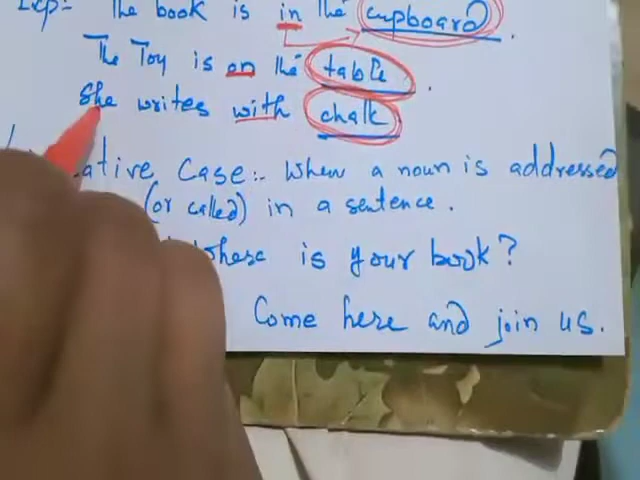 Exp:- The book is in the cupboard.
The Toy is on the table.
She writes with chalk
ative Case:- When a noun is addressed
(or called) in a sentence.
is your book?
Come here and join us.